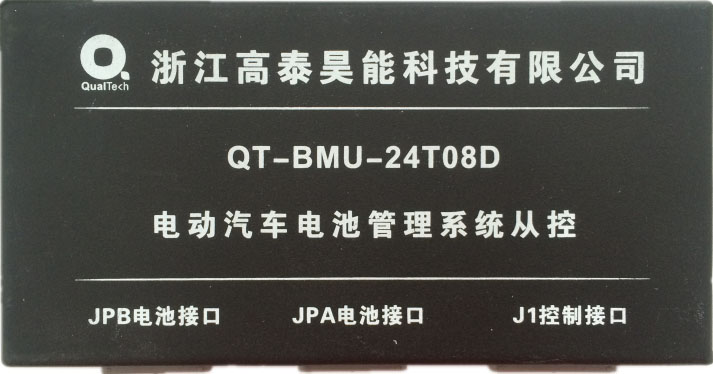 QualTech
浙江高泰昊能科技有限公司
QT-BMU-24T08D
电动汽车电池管理系统从控
JPB电池接口 JPA电池接口 J1控制接口